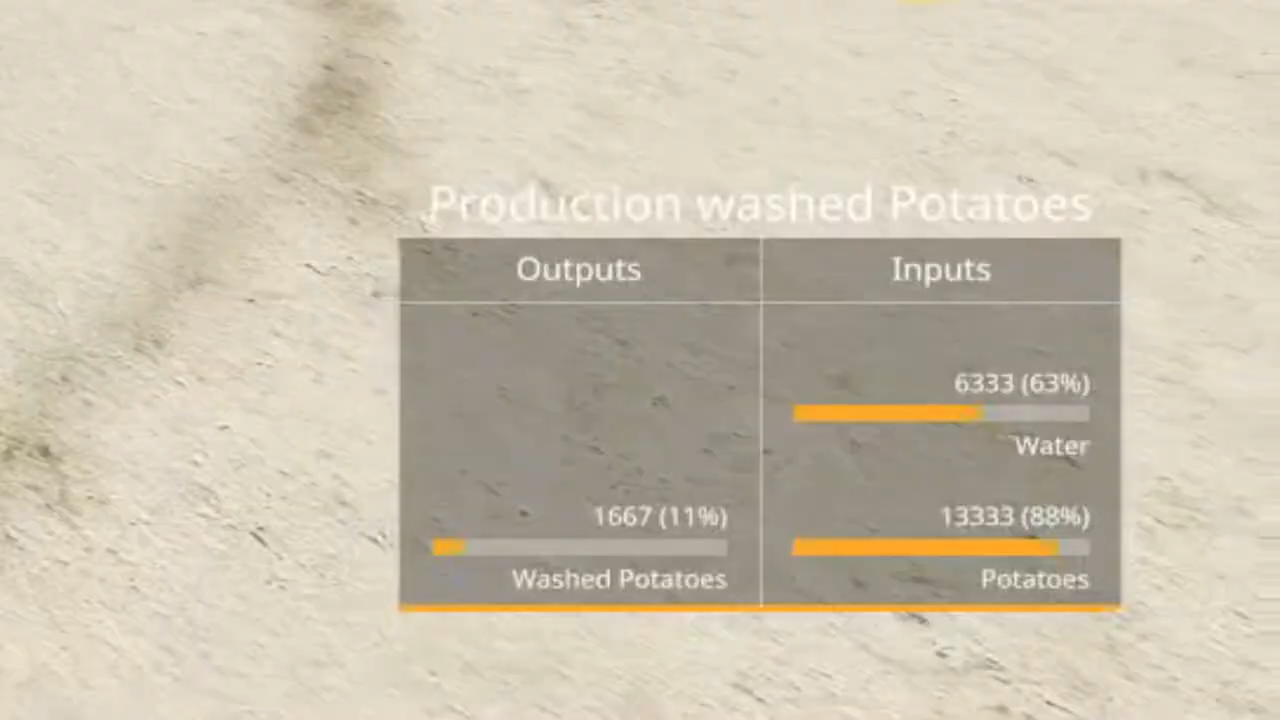 Production washed Potatoes
Outputs
Inputs
6333 (63%)
Water
1667 (11%)
Washed Potatoes
13333 (88%)
Potatoes